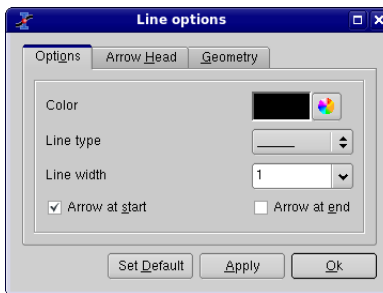 Line options
Options Arrow Head Geometry
Color
Line type
Line width 1
Arrow at start Arrow at end
Set Default Apply Ok